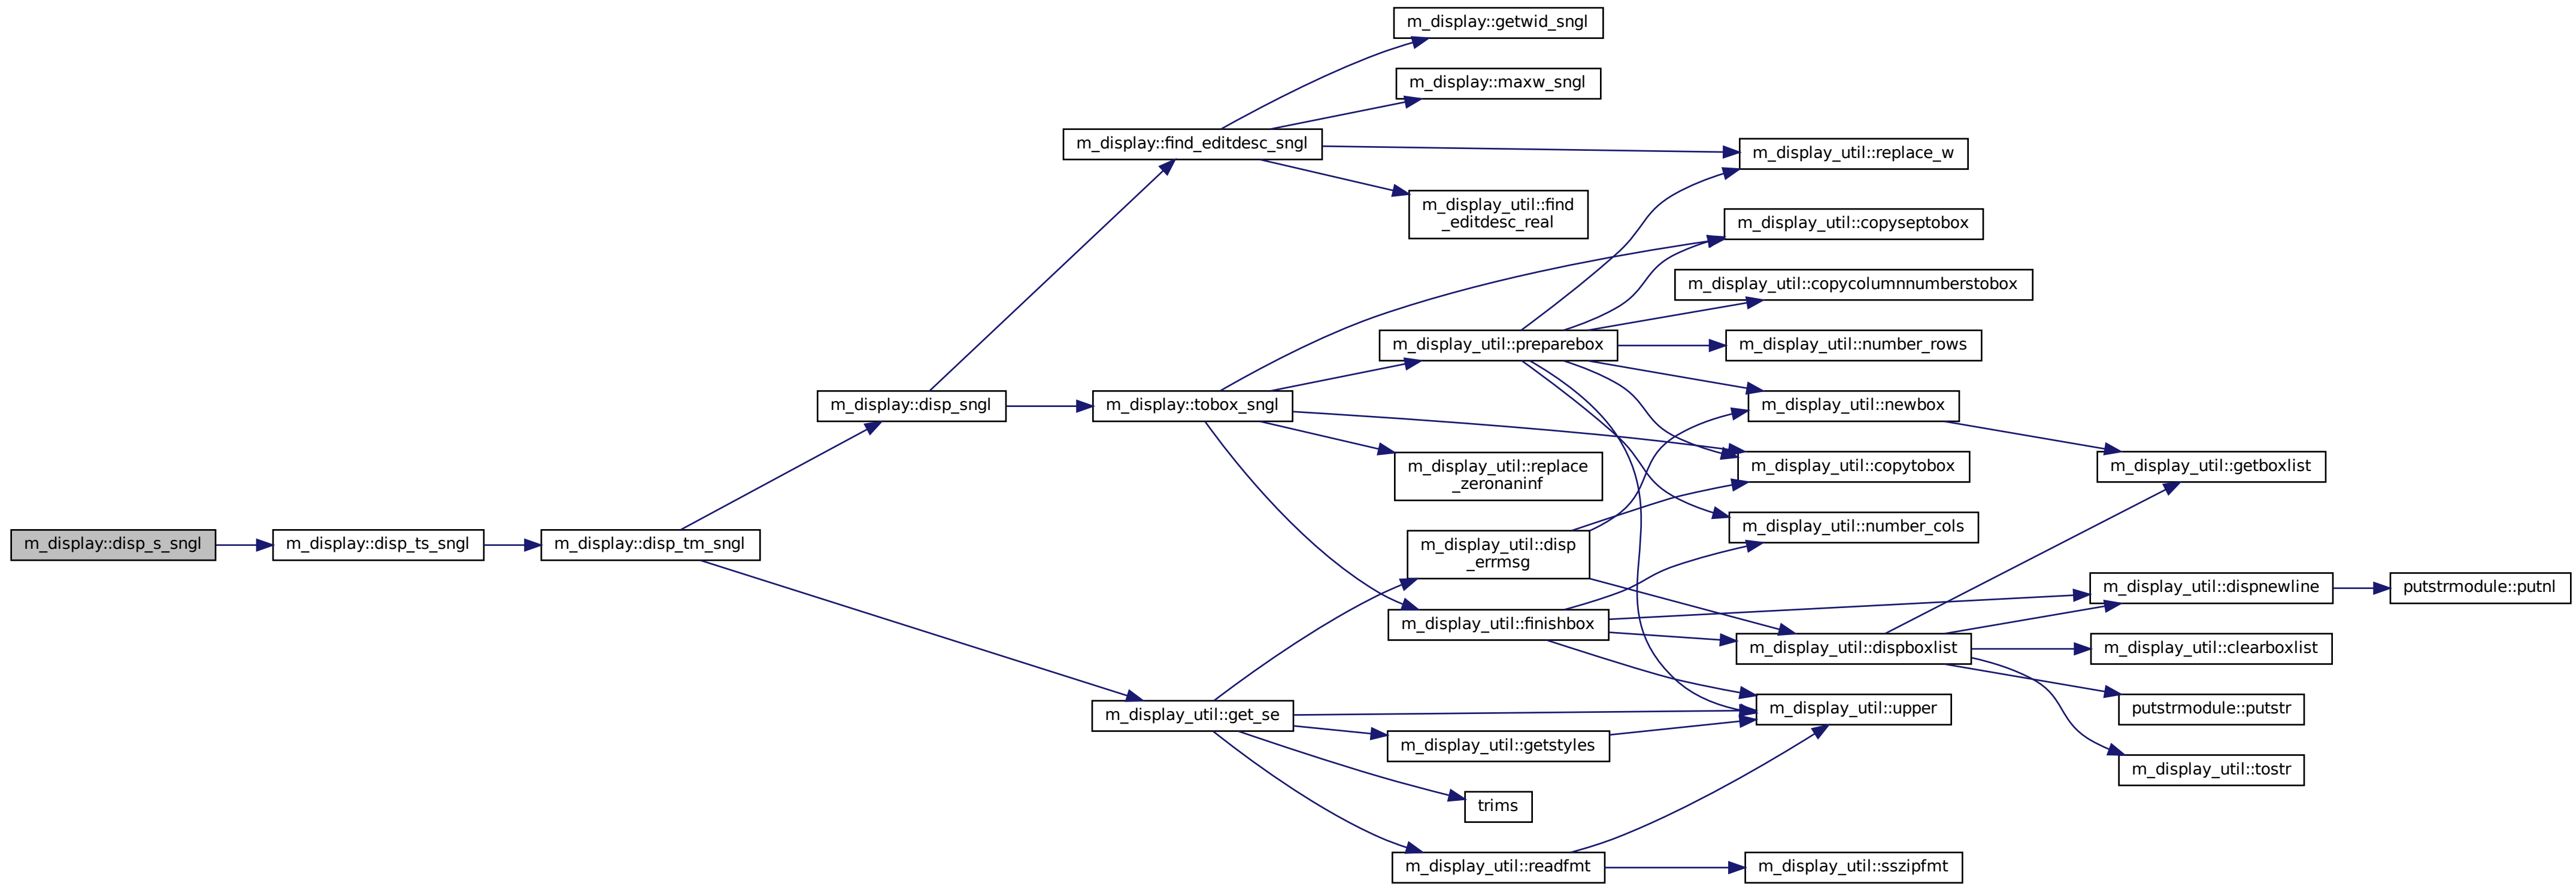 m_display::getwid_sngl
m_display::maxw_sngl
m_display::find_editdesc_sngl
m_display_util::replace_w
m_display_util::find
_editdesc_real
m_display_util::copyseptobox
m_display_util::copycolumnnumberstobox
m_display_util::preparebox
m_display_util::number_rows
m_display::disp_sngl
m_display::tobox_sngl
m_display_util::newbox
m_display_util::replace
_zeronaninf
m_display_util::copytobox
m_display_util::getboxlist
m_display_util::number_cols
m_display::disp_s_sngl
m_display::disp_ts_sngl
m_display::disp_tm_sngl
m_display_util::disp
_errmsg
m_display_util::dispnewline
putstrmodule::putnl
m_display_util::finishbox
m_display_util::dispboxlist
m_display_util::clearboxlist
m_display_util::get_se
m_display_util::upper
putstrmodule::putstr
m_display_util::getstyles
m_display_util::tostr
trims
m_display_util::readfmt
m_display_util::sszipfmt